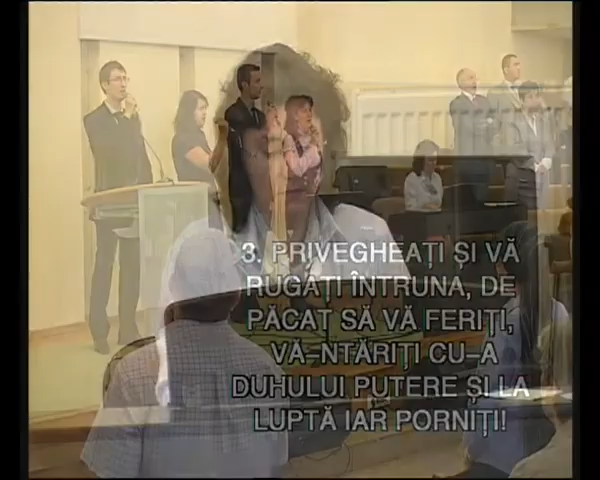 3. PRIVEGHEAȚI ȘI VĂ
RUGAȚI ÎNTRUNA, DE
PĂCAT SĂ VĂ FERIȚI,
VĂ-NTĂRIȚI CU-A
DUHULUI PUTERE ȘI LA
LUPTĂ IAR PORNIȚI!